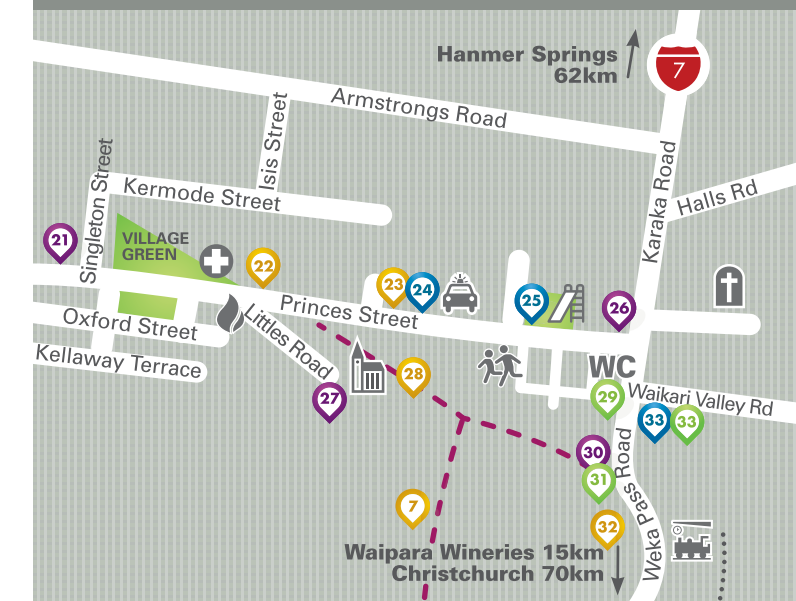 Hanmer Springs
62km
7
Armstrongs Road
Isis Street
Karaka Road
Halls Rd
Singleton Street
Kermode Street
VILLAGE
GREEN
21
22
23
24
25
26
Princes Street
Oxford Street
Littles Road
Kellaway Terrace
WC
27
28
29
Waikari Valley Rd
33
33
30
31
Weka Pass Road
7
32
Waipara Wineries 15km
Christchurch 70km